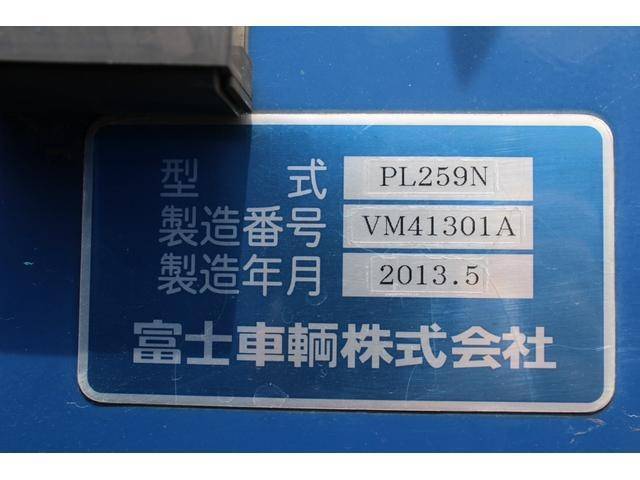 型 式 PL259N
製造番号 VM41301A
製造年月 2013.5
富士車輌株式会社